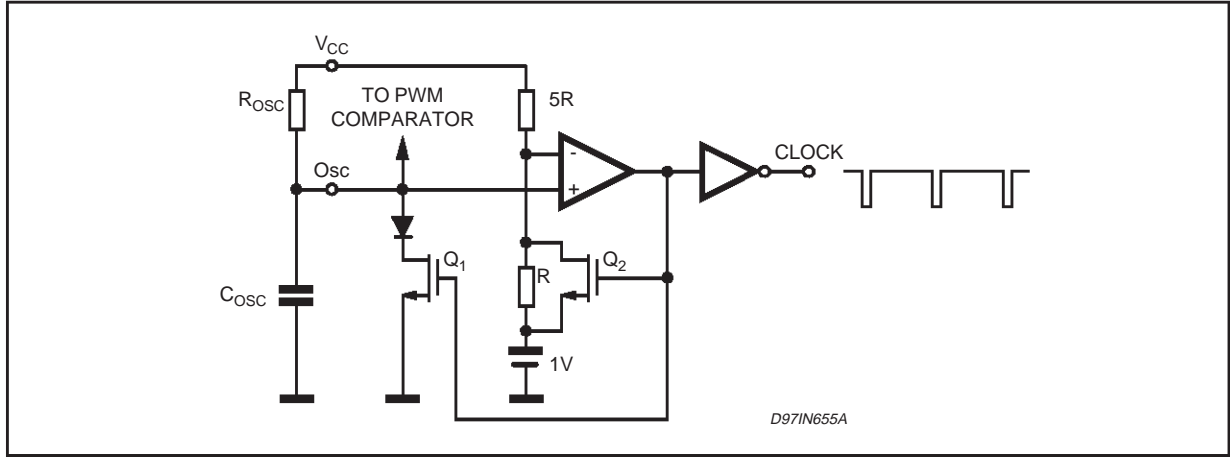 VCC
ROSC
TO PWM
COMPARATOR
5R
-
CLOCK
Osc
+
Q1
R
Q2
COSC
1V
D97IN655A